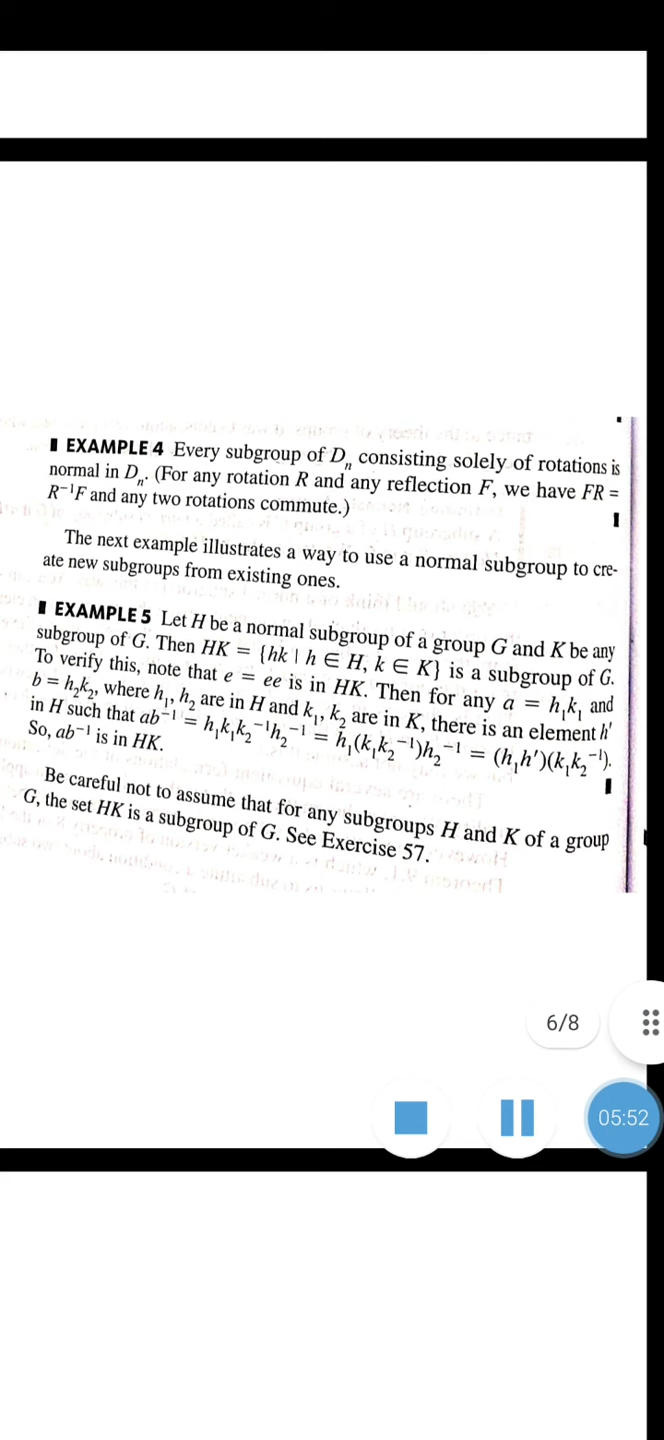 EXAMPLE 4 Every subgroup of Dₙ consisting solely of rotations is
normal in Dₙ. (For any rotation R and any reflection F, we have FR =
R⁻¹F and any two rotations commute.)
The next example illustrates a way to use a normal subgroup to cre-
ate new subgroups from existing ones.
EXAMPLE 5 Let H be a normal subgroup of a group G and K be any
subgroup of G. Then HK = {hk | h ∈ H, k ∈ K} is a subgroup of G.
To verify this, note that e = ee is in HK. Then for any a = h₁k₁ and
b = h₂k₂, where h₁, h₂ are in H and k₁, k₂ are in K, there is an element h′
in H such that ab⁻¹ = h₁k₁k₂⁻¹h₂⁻¹ = h₁(k₁k₂⁻¹)h₂⁻¹ = (h₁h′)(k₁k₂⁻¹).
So, ab⁻¹ is in HK.
Be careful not to assume that for any subgroups H and K of a group
G, the set HK is a subgroup of G. See Exercise 57.
6/8
05:52